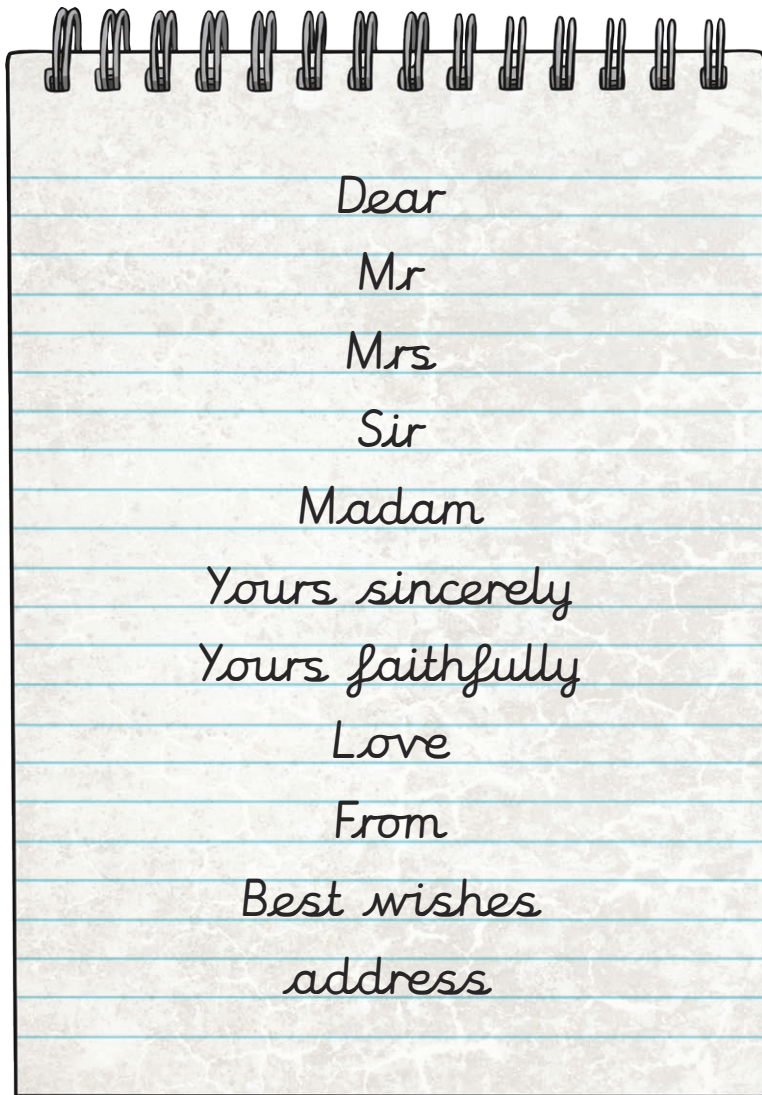 Dear
Mr
Mrs
Sir
Madam
Yours sincerely
Yours faithfully
Love
From
Best wishes
address